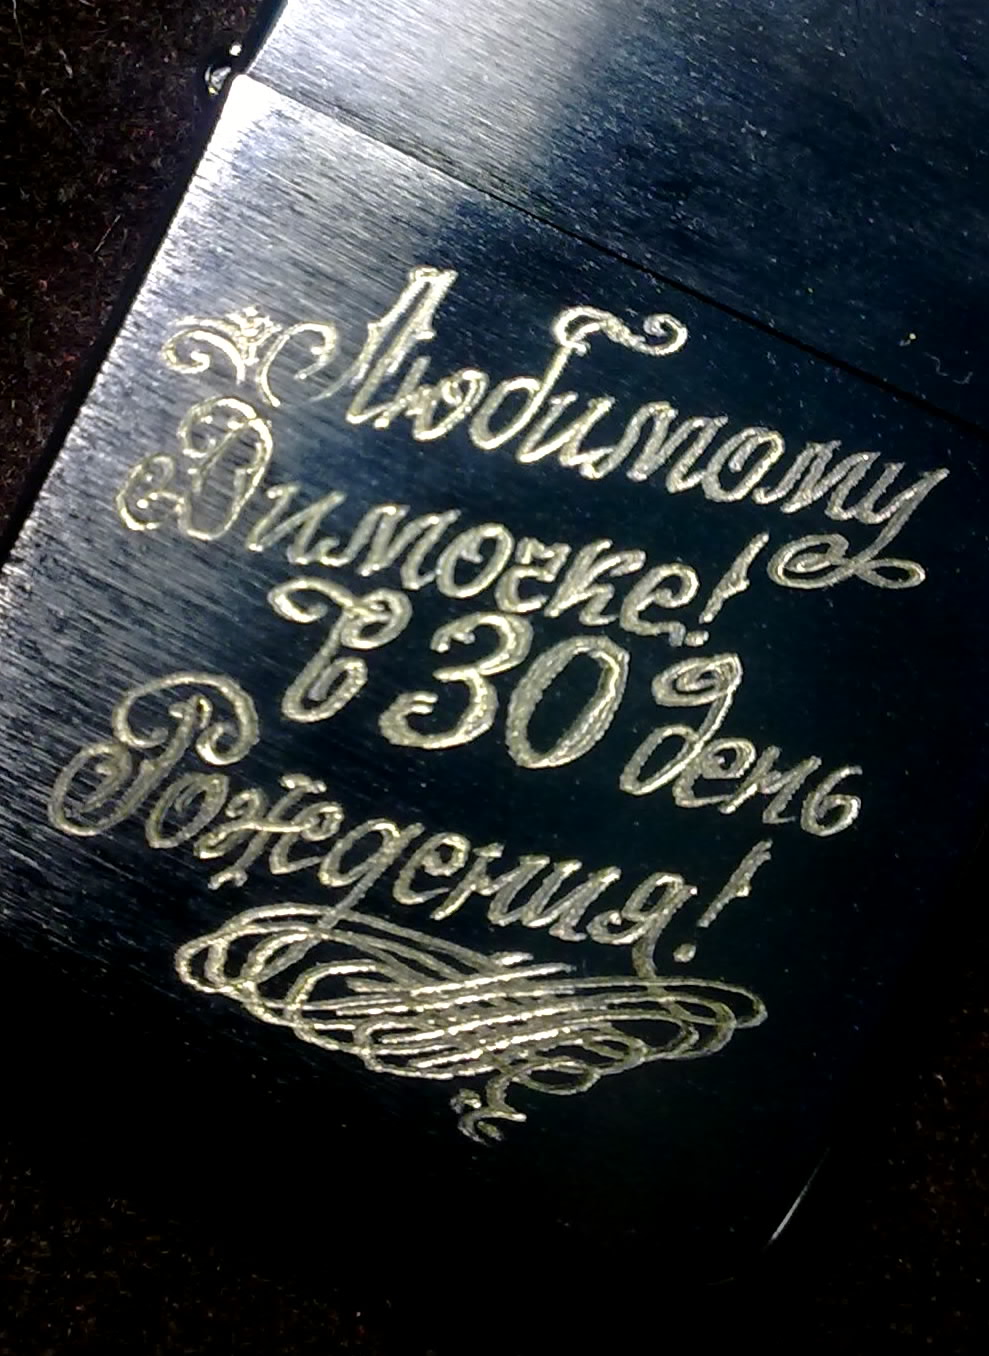 Любимому
Димочке!
В 30 день
Рождения!